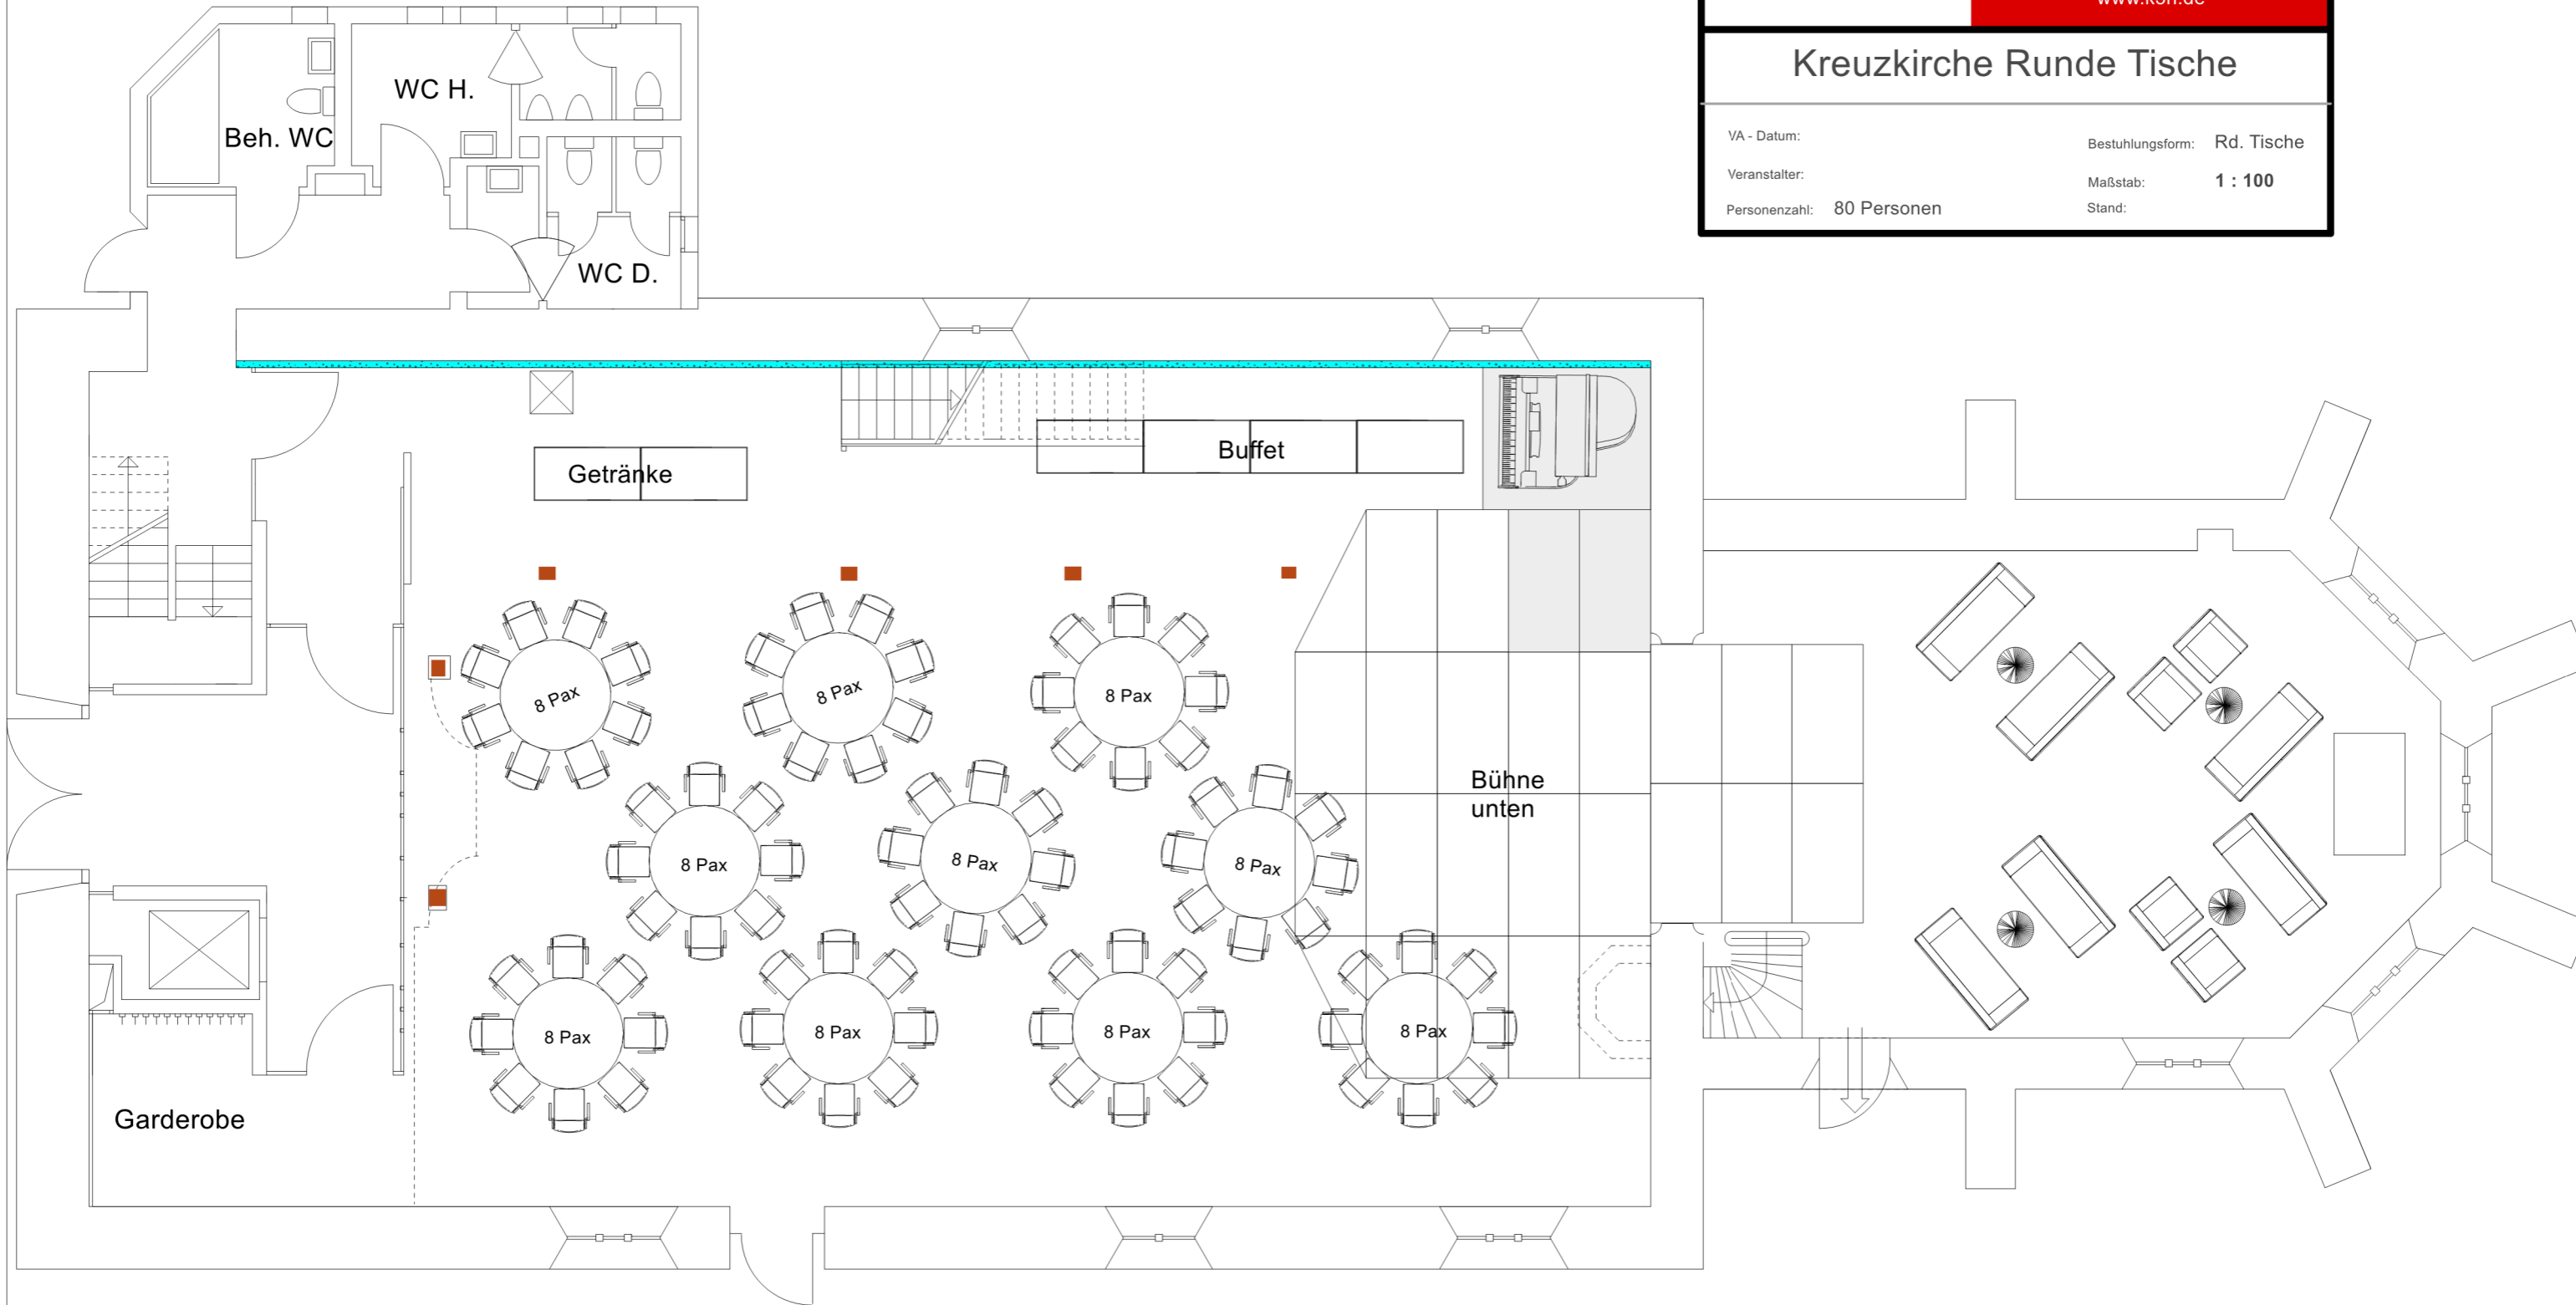 www.koh.de
Kreuzkirche Runde Tische
VA - Datum:
Bestuhlungsform: Rd. Tische
Veranstalter:
Maßstab: 1 : 100
Personenzahl: 80 Personen
Stand:
WC H.
Beh. WC
WC D.
Getränke
Buffet
8 Pax
8 Pax
8 Pax
Bühne
unten
8 Pax
8 Pax
8 Pax
8 Pax
8 Pax
8 Pax
8 Pax
Garderobe